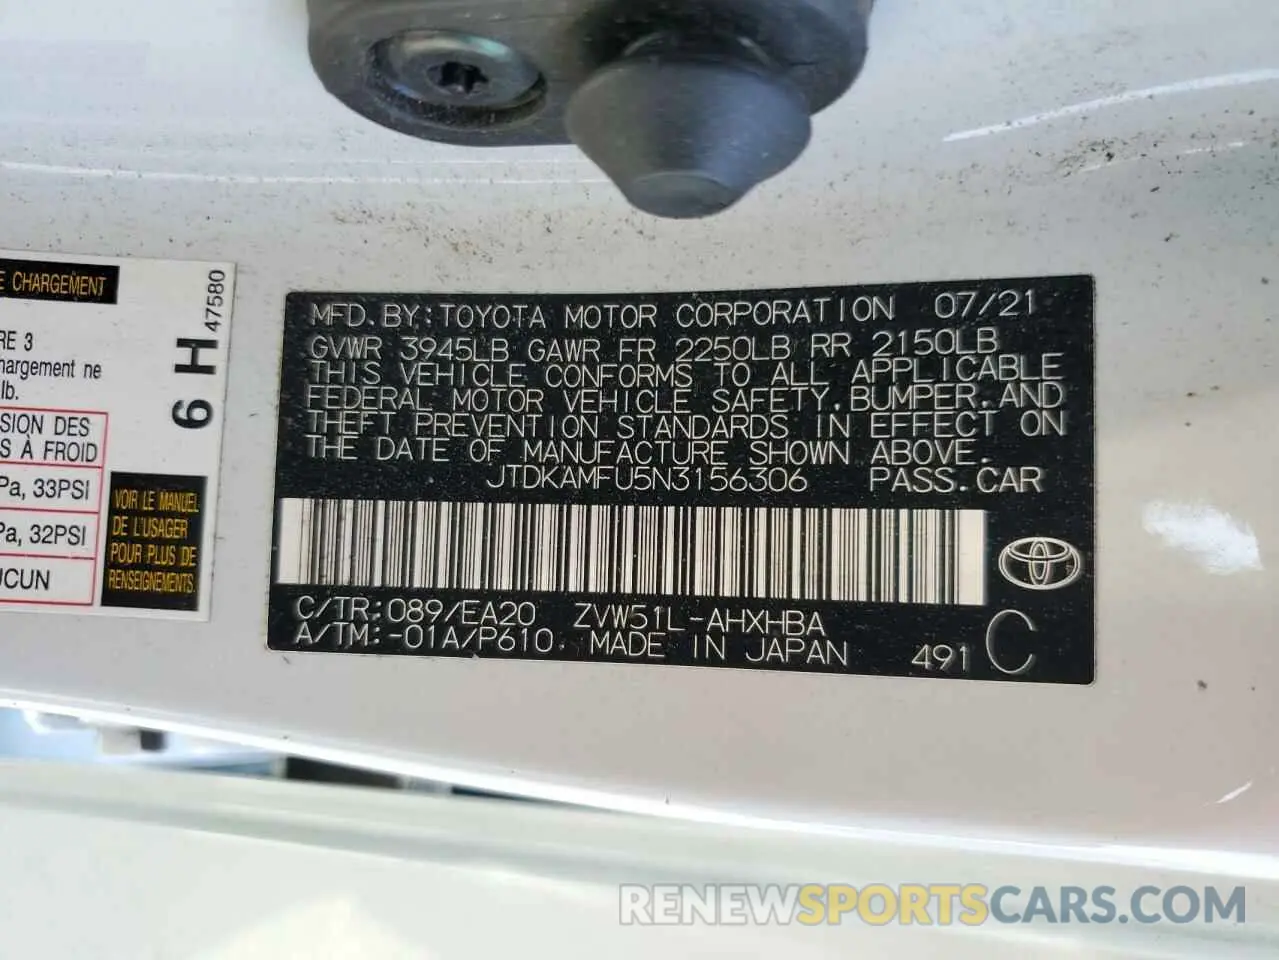 E CHARGEMENT
RE 3
hargement ne
lb.
SION DES
S À FROID
Pa, 33PSI
Pa, 32PSI
UCUN
6 H 47580
VOIR LE MANUEL
DE L'USAGER
POUR PLUS DE
RENSEIGNEMENTS.
MFD. BY: TOYOTA MOTOR CORPORATION 07/21
GVWR 3945LB GAWR FR 2250LB RR 2150LB
THIS VEHICLE CONFORMS TO ALL APPLICABLE
FEDERAL MOTOR VEHICLE SAFETY, BUMPER, AND
THEFT PREVENTION STANDARDS IN EFFECT ON
THE DATE OF MANUFACTURE SHOWN ABOVE.
JTDKAMFU5N3156306 PASS. CAR
C/TR: 089/EA20 ZVW51L-AHXHBA
A/TM: -01A/P610 MADE IN JAPAN 491 C
RENEWSPORTSCARS.COM